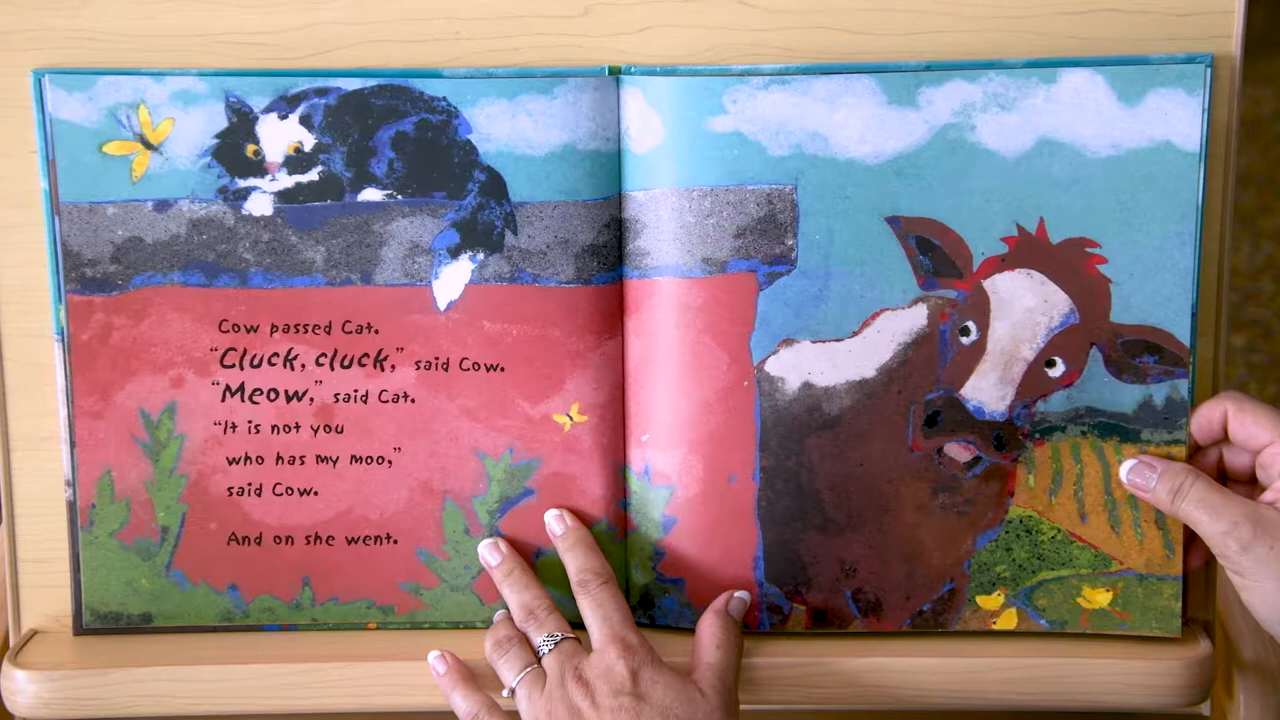 Cow passed Cat.
"Cluck, cluck," said Cow.
"Meow," said Cat.
"It is not you
who has my moo,"
said Cow.
And on she went.